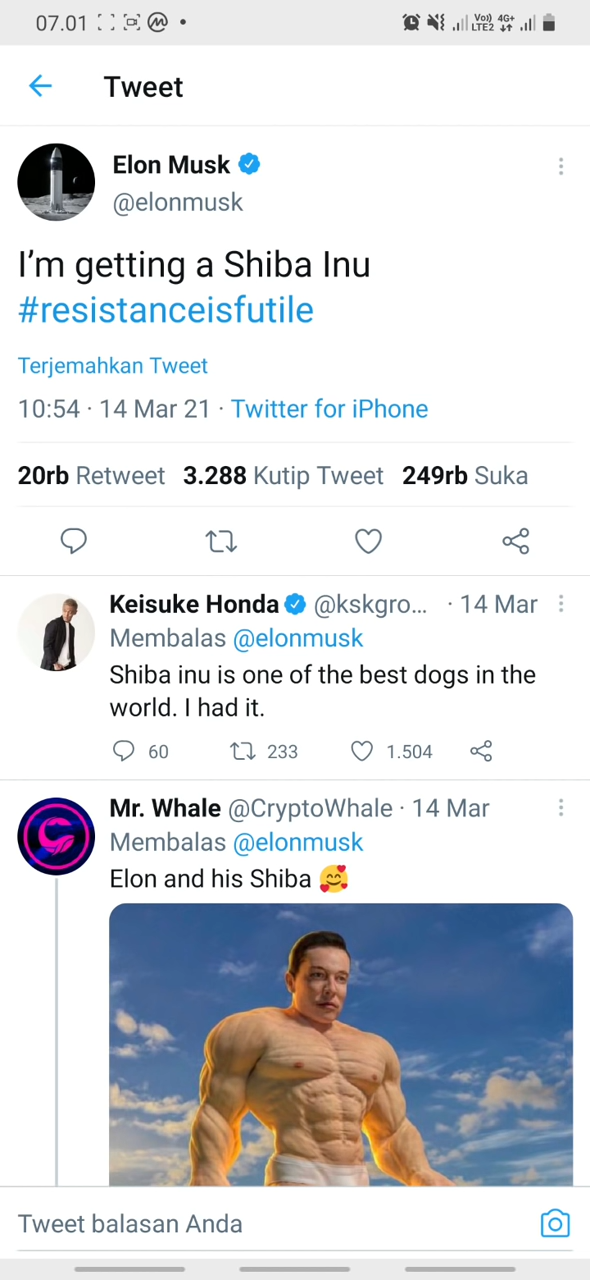 07.01 Vo)) LTE2 4G+
Tweet
Elon Musk
@elonmusk
I'm getting a Shiba Inu
#resistanceisfutile
Terjemahkan Tweet
10:54 · 14 Mar 21 · Twitter for iPhone
20rb Retweet 3.288 Kutip Tweet 249rb Suka
Keisuke Honda @kskgro... · 14 Mar
Membalas @elonmusk
Shiba inu is one of the best dogs in the
world. I had it.
60 233 1.504
Mr. Whale @CryptoWhale · 14 Mar
Membalas @elonmusk
Elon and his Shiba 🥰
Tweet balasan Anda